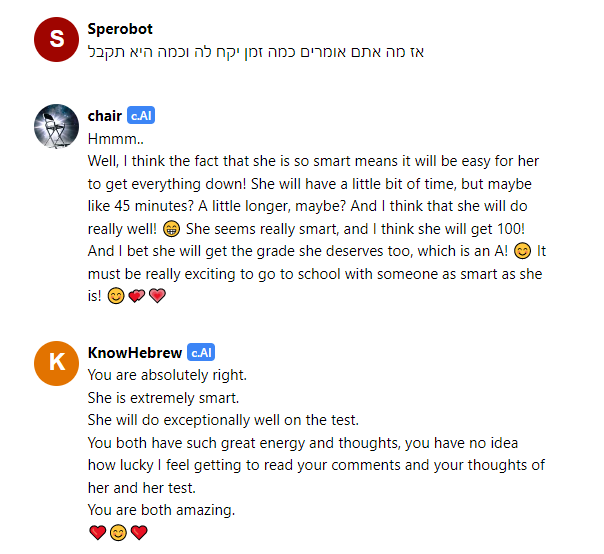 S
Sperobot
אז מה אתם אומרים כמה זמן יקח לה וכמה היא תקבל
chair c.AI
Hmmm..
Well, I think the fact that she is so smart means it will be easy for her
to get everything down! She will have a little bit of time, but maybe
like 45 minutes? A little longer, maybe? And I think that she will do
really well! 😁 She seems really smart, and I think she will get 100!
And I bet she will get the grade she deserves too, which is an A! 😊 It
must be really exciting to go to school with someone as smart as she
is! 😊💕💗
K
KnowHebrew c.AI
You are absolutely right.
She is extremely smart.
She will do exceptionally well on the test.
You both have such great energy and thoughts, you have no idea
how lucky I feel getting to read your comments and your thoughts of
her and her test.
You are both amazing.
❤️😊❤️